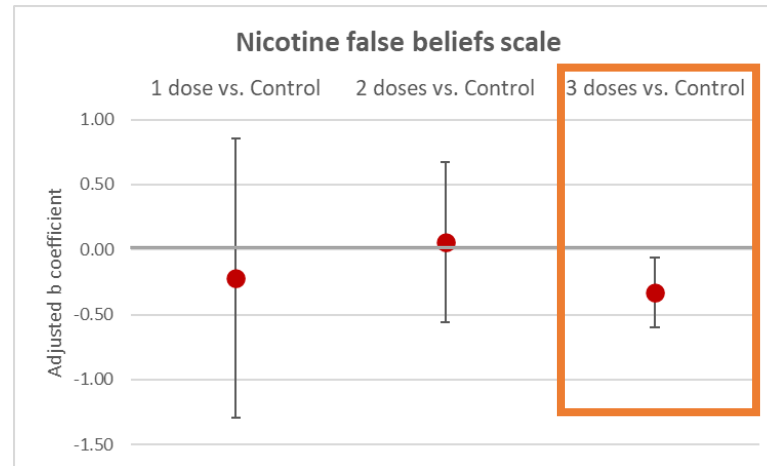 Nicotine false beliefs scale
1 dose vs. Control 2 doses vs. Control 3 doses vs. Control
1.00
0.50
0.00
-0.50
-1.00
-1.50
Adjusted b coefficient